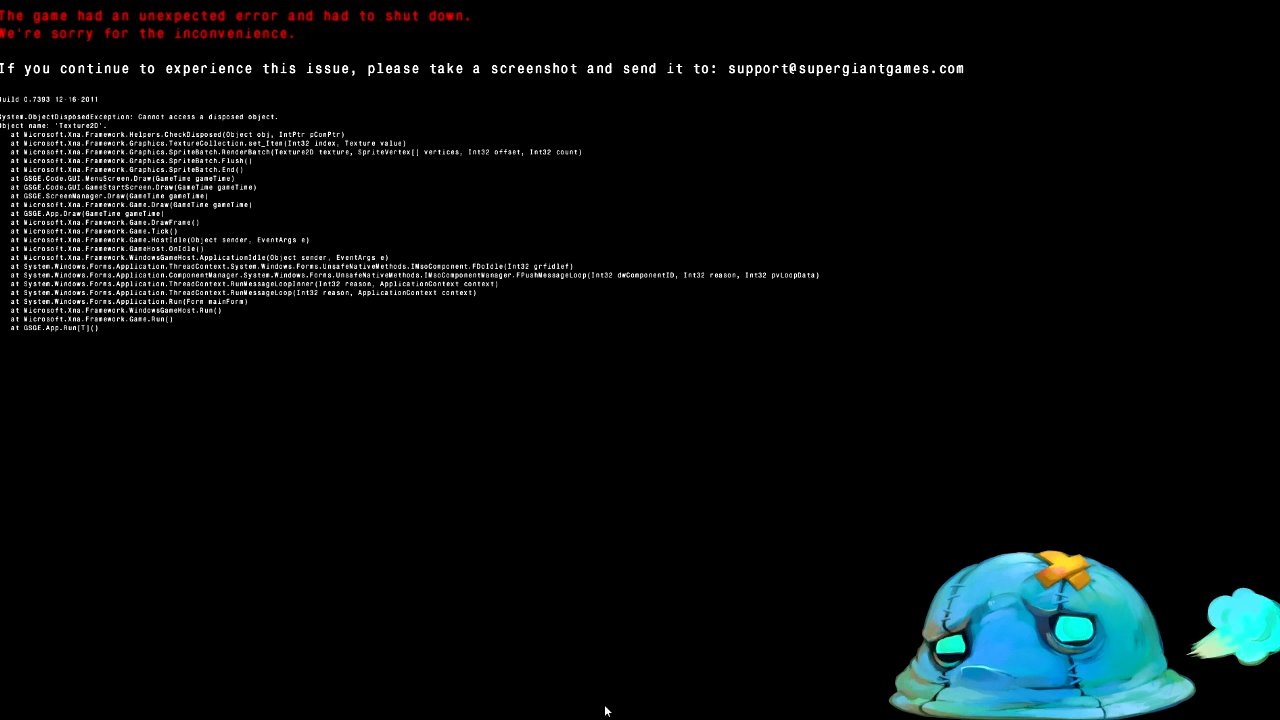 The game had an unexpected error and had to shut down.
We're sorry for the inconvenience.
If you continue to experience this issue, please take a screenshot and send it to: support@supergiantgames.com
Build 0.7393 12-16-2011
System.ObjectDisposedException: Cannot access a disposed object.
Object name: 'Texture2D'.
at Microsoft.Xna.Framework.Helpers.CheckDisposed(Object obj, IntPtr pComPtr)
at Microsoft.Xna.Framework.Graphics.TextureCollection.set_Item(Int32 index, Texture value)
at Microsoft.Xna.Framework.Graphics.SpriteBatch.RenderBatch(Texture2D texture, SpriteVertex[] vertices, Int32 offset, Int32 count)
at Microsoft.Xna.Framework.Graphics.SpriteBatch.Flush()
at Microsoft.Xna.Framework.Graphics.SpriteBatch.End()
at GSGE.Code.GUI.MenuScreen.Draw(GameTime gameTime)
at GSGE.Code.GUI.GameStartScreen.Draw(GameTime gameTime)
at GSGE.ScreenManager.Draw(GameTime gameTime)
at Microsoft.Xna.Framework.Game.Draw(GameTime gameTime)
at GSGE.App.Draw(GameTime gameTime)
at Microsoft.Xna.Framework.Game.DrawFrame()
at Microsoft.Xna.Framework.Game.Tick()
at Microsoft.Xna.Framework.Game.HostIdle(Object sender, EventArgs e)
at Microsoft.Xna.Framework.GameHost.OnIdle()
at Microsoft.Xna.Framework.WindowsGameHost.ApplicationIdle(Object sender, EventArgs e)
at System.Windows.Forms.Application.ThreadContext.System.Windows.Forms.UnsafeNativeMethods.IMsoComponent.FDoIdle(Int32 grfidlef)
at System.Windows.Forms.Application.ComponentManager.System.Windows.Forms.UnsafeNativeMethods.IMsoComponentManager.FPushMessageLoop(Int32 dwComponentID, Int32 reason, Int32 pvLoopData)
at System.Windows.Forms.Application.ThreadContext.RunMessageLoopInner(Int32 reason, ApplicationContext context)
at System.Windows.Forms.Application.ThreadContext.RunMessageLoop(Int32 reason, ApplicationContext context)
at System.Windows.Forms.Application.Run(Form mainForm)
at Microsoft.Xna.Framework.WindowsGameHost.Run()
at Microsoft.Xna.Framework.Game.Run()
at GSGE.App.Run[T]()